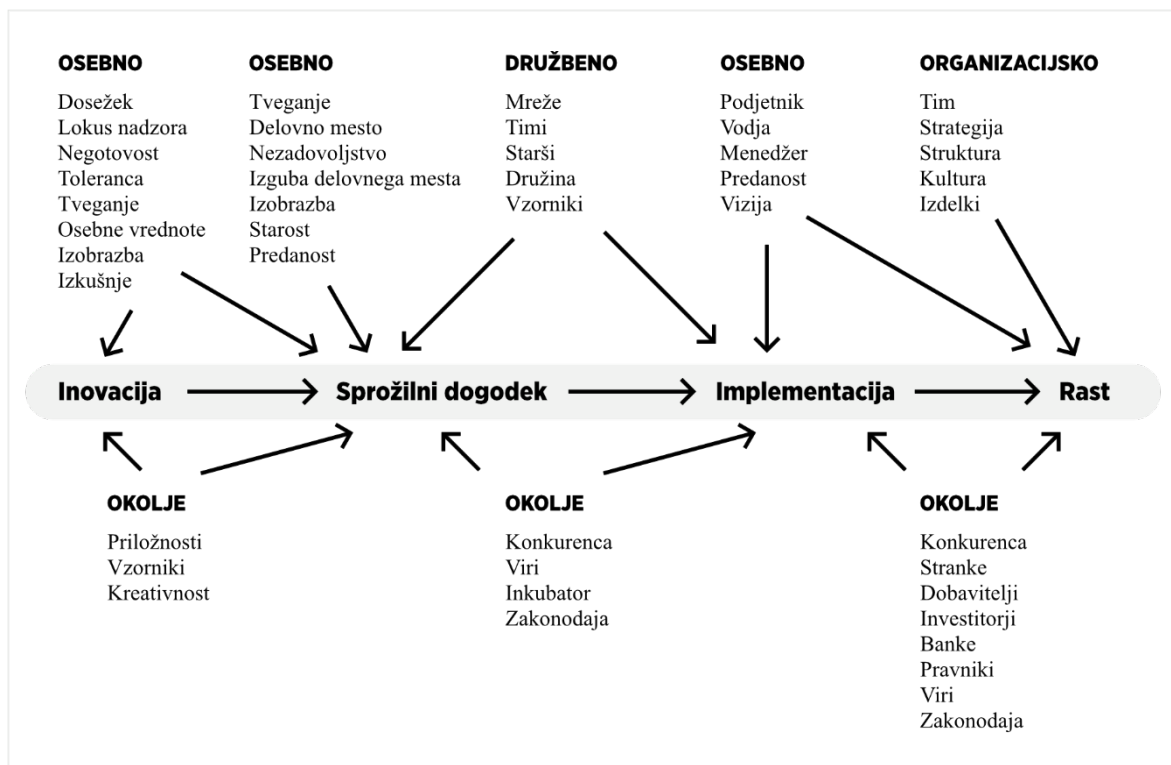 OSEBNO
Dosežek
Lokus nadzora
Negotovost
Toleranca
Tveganje
Osebne vrednote
Izobrazba
Izkušnje
OSEBNO
Tveganje
Delovno mesto
Nezadovoljstvo
Izguba delovnega mesta
Izobrazba
Starost
Predanost
DRUŽBENO
Mreže
Timi
Starši
Družina
Vzorniki
OSEBNO
Podjetnik
Vodja
Menedžer
Predanost
Vizija
ORGANIZACIJSKO
Tim
Strategija
Struktura
Kultura
Izdelki
Inovacija
Sprožilni dogodek
Implementacija
Rast
OKOLJE
Priložnosti
Vzorniki
Kreativnost
OKOLJE
Konkurenca
Viri
Inkubator
Zakonodaja
OKOLJE
Konkurenca
Stranke
Dobavitelji
Investitorji
Banke
Pravniki
Viri
Zakonodaja